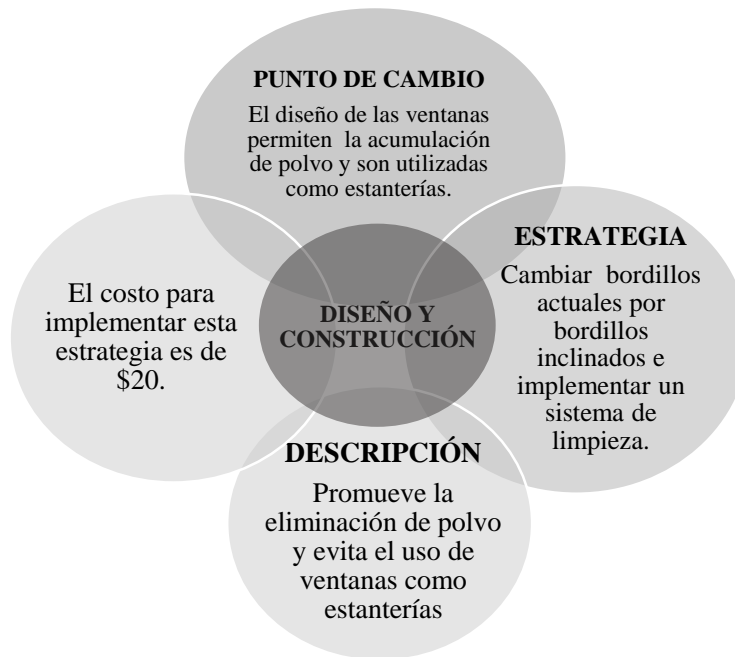 PUNTO DE CAMBIO
El diseño de las ventanas
permiten la acumulación
de polvo y son utilizadas
como estanterías.
ESTRATEGIA
Cambiar bordillos
actuales por
bordillos
inclinados e
implementar un
sistema de
limpieza.
DISEÑO Y
CONSTRUCCIÓN
El costo para
implementar esta
estrategia es de
$20.
DESCRIPCIÓN
Promueve la
eliminación de polvo
y evita el uso de
ventanas como
estanterías